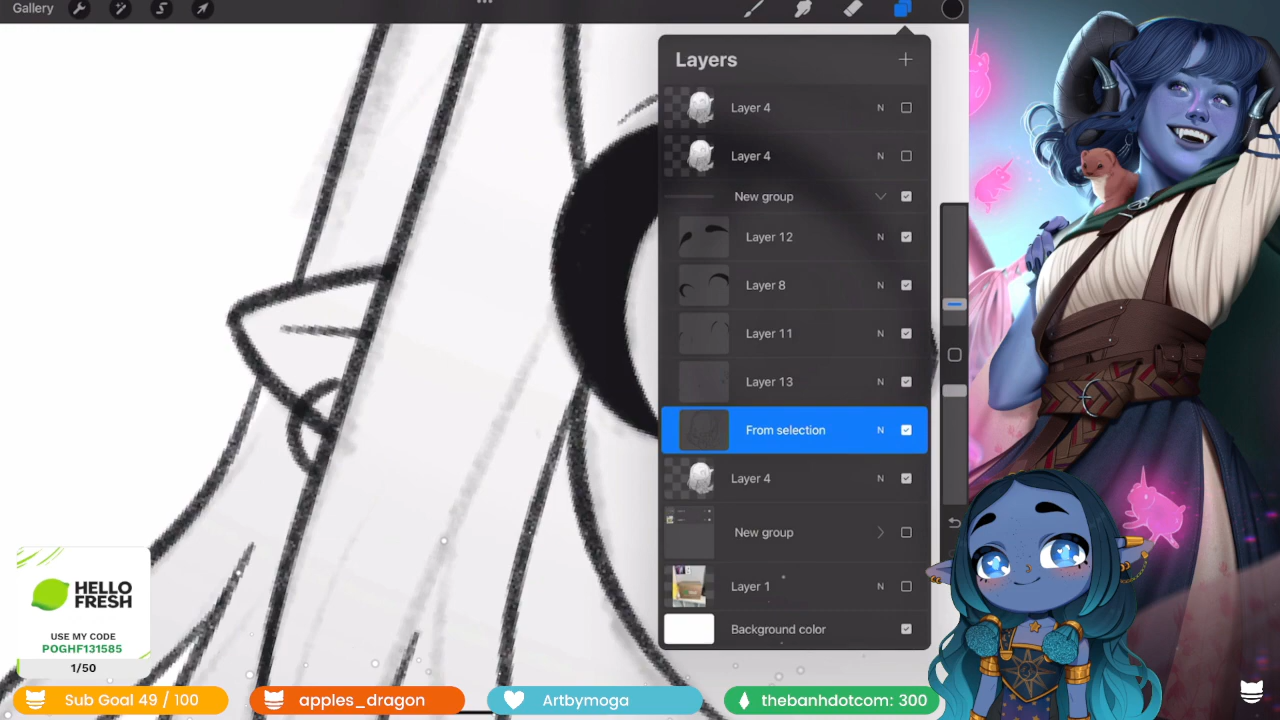 Gallery
Layers
Layer 4 N
Layer 4 N
New group
Layer 12 N
Layer 8 N
Layer 11 N
Layer 13 N
From selection N
Layer 4 N
New group
Layer 1 N
Background color
HELLO
FRESH
USE MY CODE
POGHF131585
1/50
Sub Goal 49 / 100
apples_dragon
Artbymoga
thebanhdotcom: 300